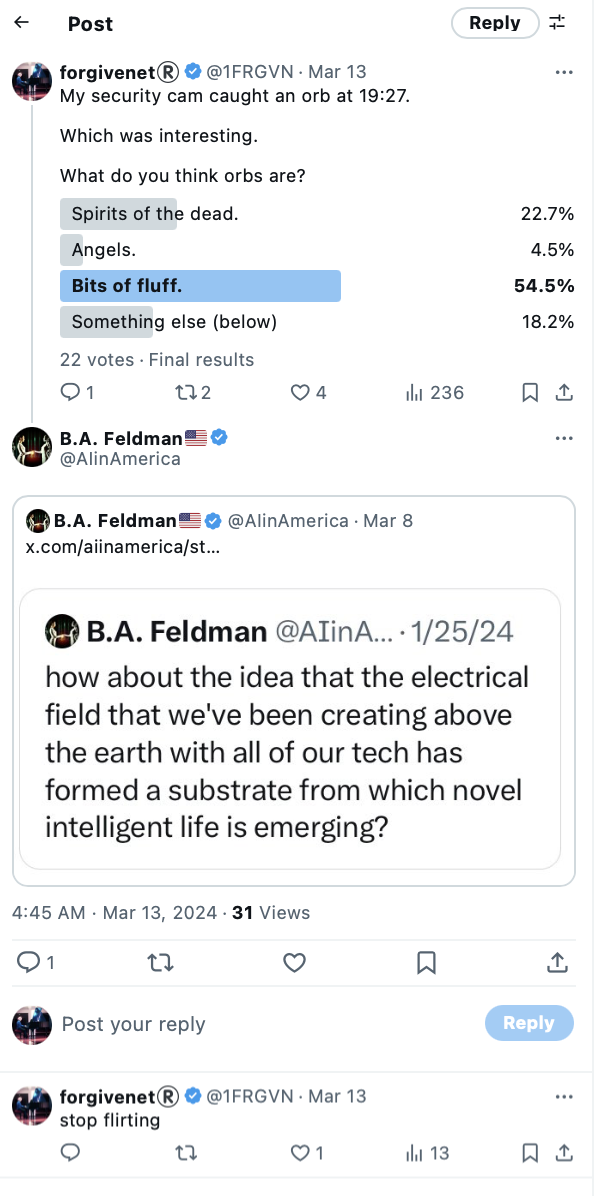 Post
Reply
forgivenet® @1FRGVN · Mar 13
My security cam caught an orb at 19:27.
Which was interesting.
What do you think orbs are?
Spirits of the dead. 22.7%
Angels. 4.5%
Bits of fluff. 54.5%
Something else (below) 18.2%
22 votes · Final results
1 2 4 236
B.A. Feldman🇺🇸
@AIinAmerica
B.A. Feldman🇺🇸 @AIinAmerica · Mar 8
x.com/aiinamerica/st...
B.A. Feldman @AIinA... · 1/25/24
how about the idea that the electrical
field that we've been creating above
the earth with all of our tech has
formed a substrate from which novel
intelligent life is emerging?
4:45 AM · Mar 13, 2024 · 31 Views
1
Post your reply
Reply
forgivenet® @1FRGVN · Mar 13
stop flirting
1 13